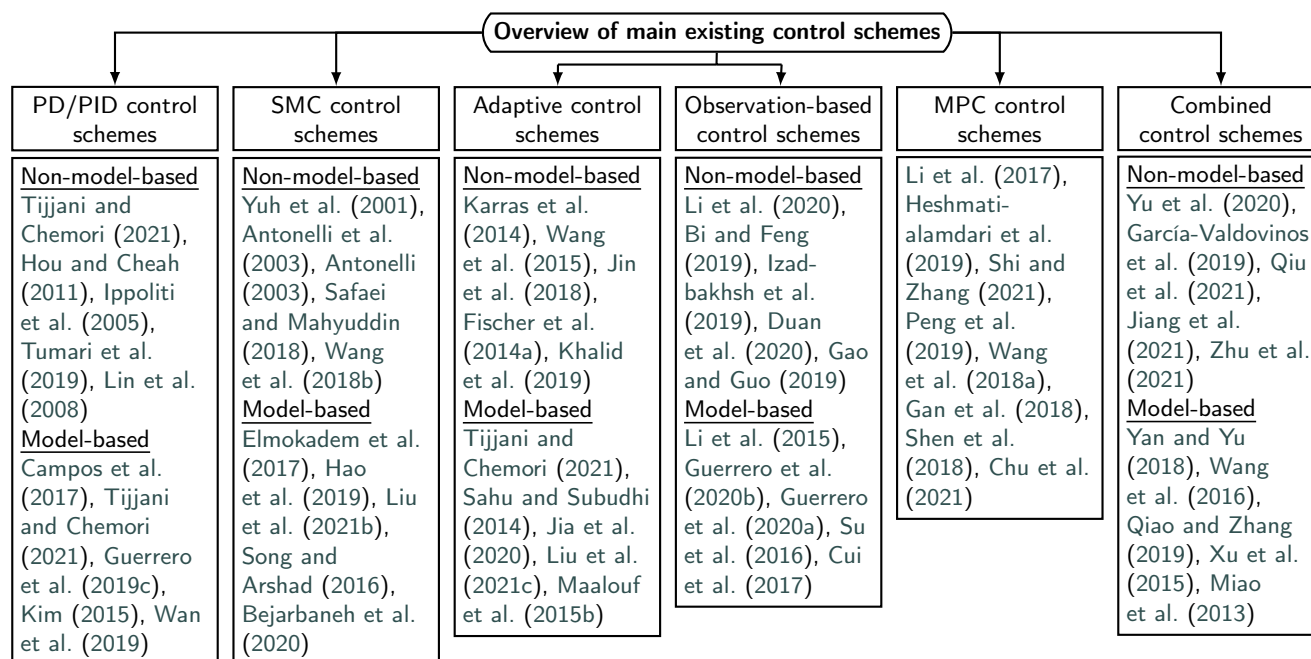 Overview of main existing control schemes
PD/PID control
schemes
Non-model-based
Tijjani and
Chemori (2021),
Hou and Cheah
(2011), Ippoliti
et al. (2005),
Tumari et al.
(2019), Lin et al.
(2008)
Model-based
Campos et al.
(2017), Tijjani
and Chemori
(2021), Guerrero
et al. (2019c),
Kim (2015), Wan
et al. (2019)
SMC control
schemes
Non-model-based
Yuh et al. (2001),
Antonelli et al.
(2003), Antonelli
(2003), Safaei
and Mahyuddin
(2018), Wang
et al. (2018b)
Model-based
Elmokadem et al.
(2017), Hao
et al. (2019), Liu
et al. (2021b),
Song and
Arshad (2016),
Bejarbaneh et al.
(2020)
Adaptive control
schemes
Non-model-based
Karras et al.
(2014), Wang
et al. (2015), Jin
et al. (2018),
Fischer et al.
(2014a), Khalid
et al. (2019)
Model-based
Tijjani and
Chemori (2021),
Sahu and Subudhi
(2014), Jia et al.
(2020), Liu et al.
(2021c), Maalouf
et al. (2015b)
Observation-based
control schemes
Non-model-based
Li et al. (2020),
Bi and Feng
(2019), Izad-
bakhsh et al.
(2019), Duan
et al. (2020), Gao
and Guo (2019)
Model-based
Li et al. (2015),
Guerrero et al.
(2020b), Guerrero
et al. (2020a), Su
et al. (2016), Cui
et al. (2017)
MPC control
schemes
Li et al. (2017),
Heshmati-
alamdari et al.
(2019), Shi and
Zhang (2021),
Peng et al.
(2019), Wang
et al. (2018a),
Gan et al. (2018),
Shen et al.
(2018), Chu et al.
(2021)
Combined
control schemes
Non-model-based
Yu et al. (2020),
García-Valdovinos
et al. (2019), Qiu
et al. (2021),
Jiang et al.
(2021), Zhu et al.
(2021)
Model-based
Yan and Yu
(2018), Wang
et al. (2016),
Qiao and Zhang
(2019), Xu et al.
(2015), Miao
et al. (2013)